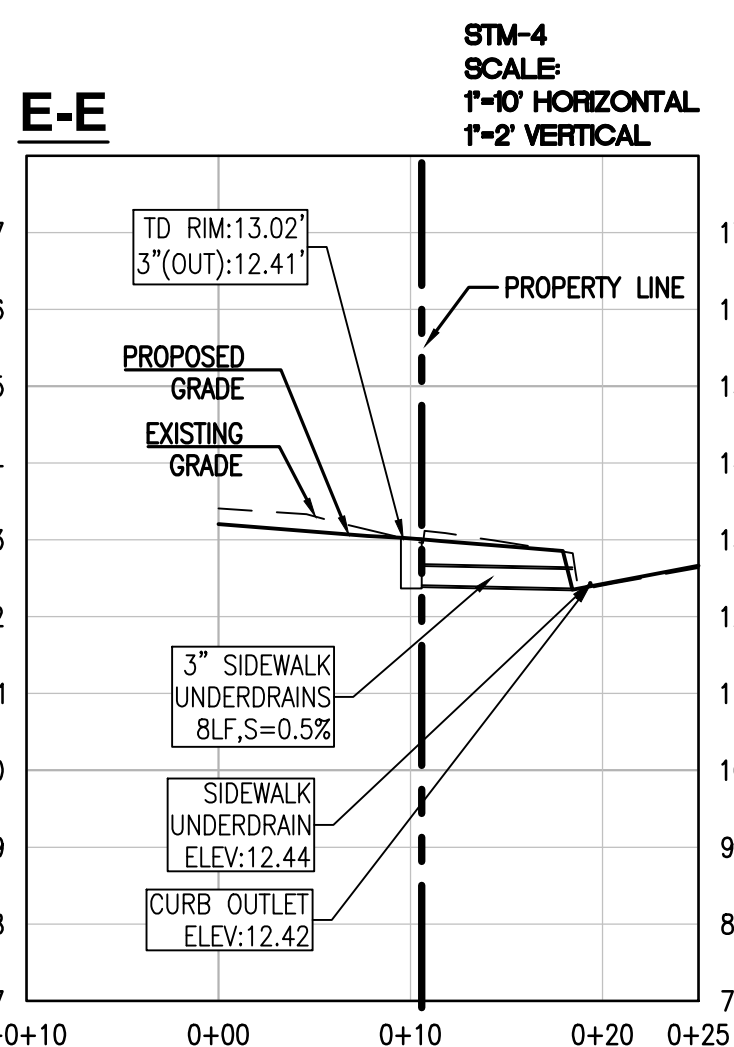 STM-4
SCALE:
1"=10' HORIZONTAL
1"=2' VERTICAL
E-E
TD RIM:13.02'
3"(OUT):12.41'
PROPERTY LINE
PROPOSED
GRADE
EXISTING
GRADE
3" SIDEWALK
UNDERDRAINS
8LF,S=0.5%
SIDEWALK
UNDERDRAIN
ELEV:12.44
CURB OUTLET
ELEV:12.42
9
8
7
-0+10 0+00 0+10 0+20 0+25